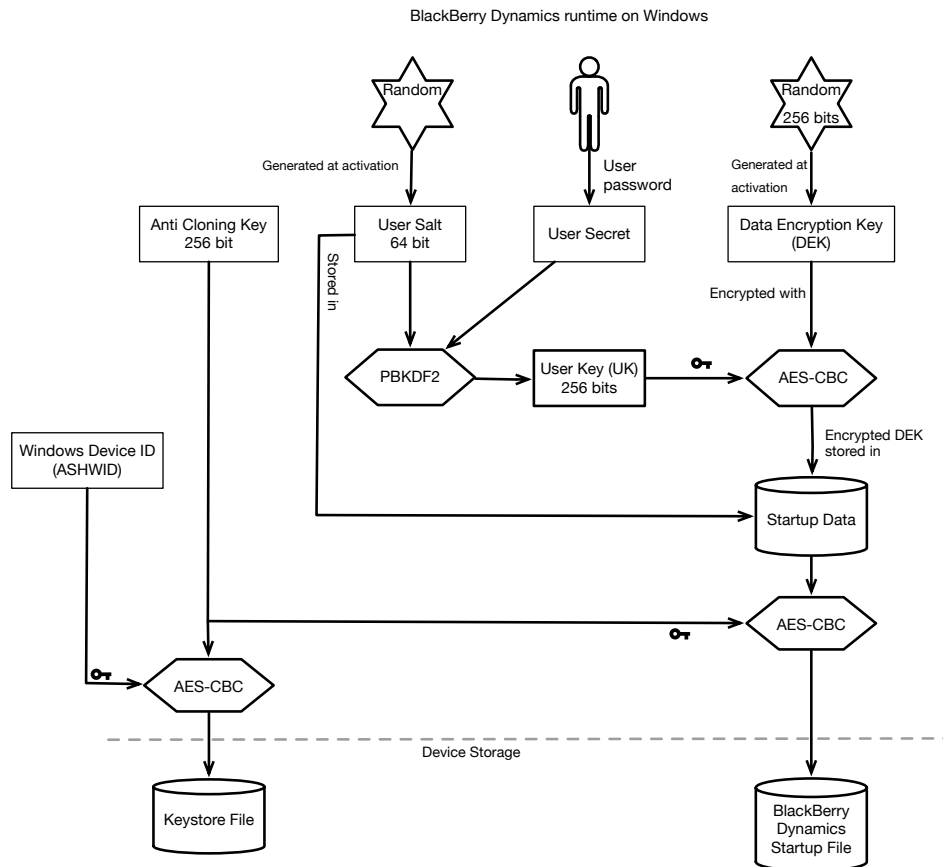 BlackBerry Dynamics runtime on Windows
Random
Random
256 bits
Generated at activation
User
password
Generated at
activation
Anti Cloning Key
256 bit
User Salt
64 bit
User Secret
Data Encryption Key
(DEK)
Stored in
Encrypted with
PBKDF2
User Key (UK)
256 bits
AES-CBC
Windows Device ID
(ASHWID)
Encrypted DEK
stored in
Startup Data
AES-CBC
AES-CBC
Device Storage
Keystore File
BlackBerry
Dynamics
Startup File